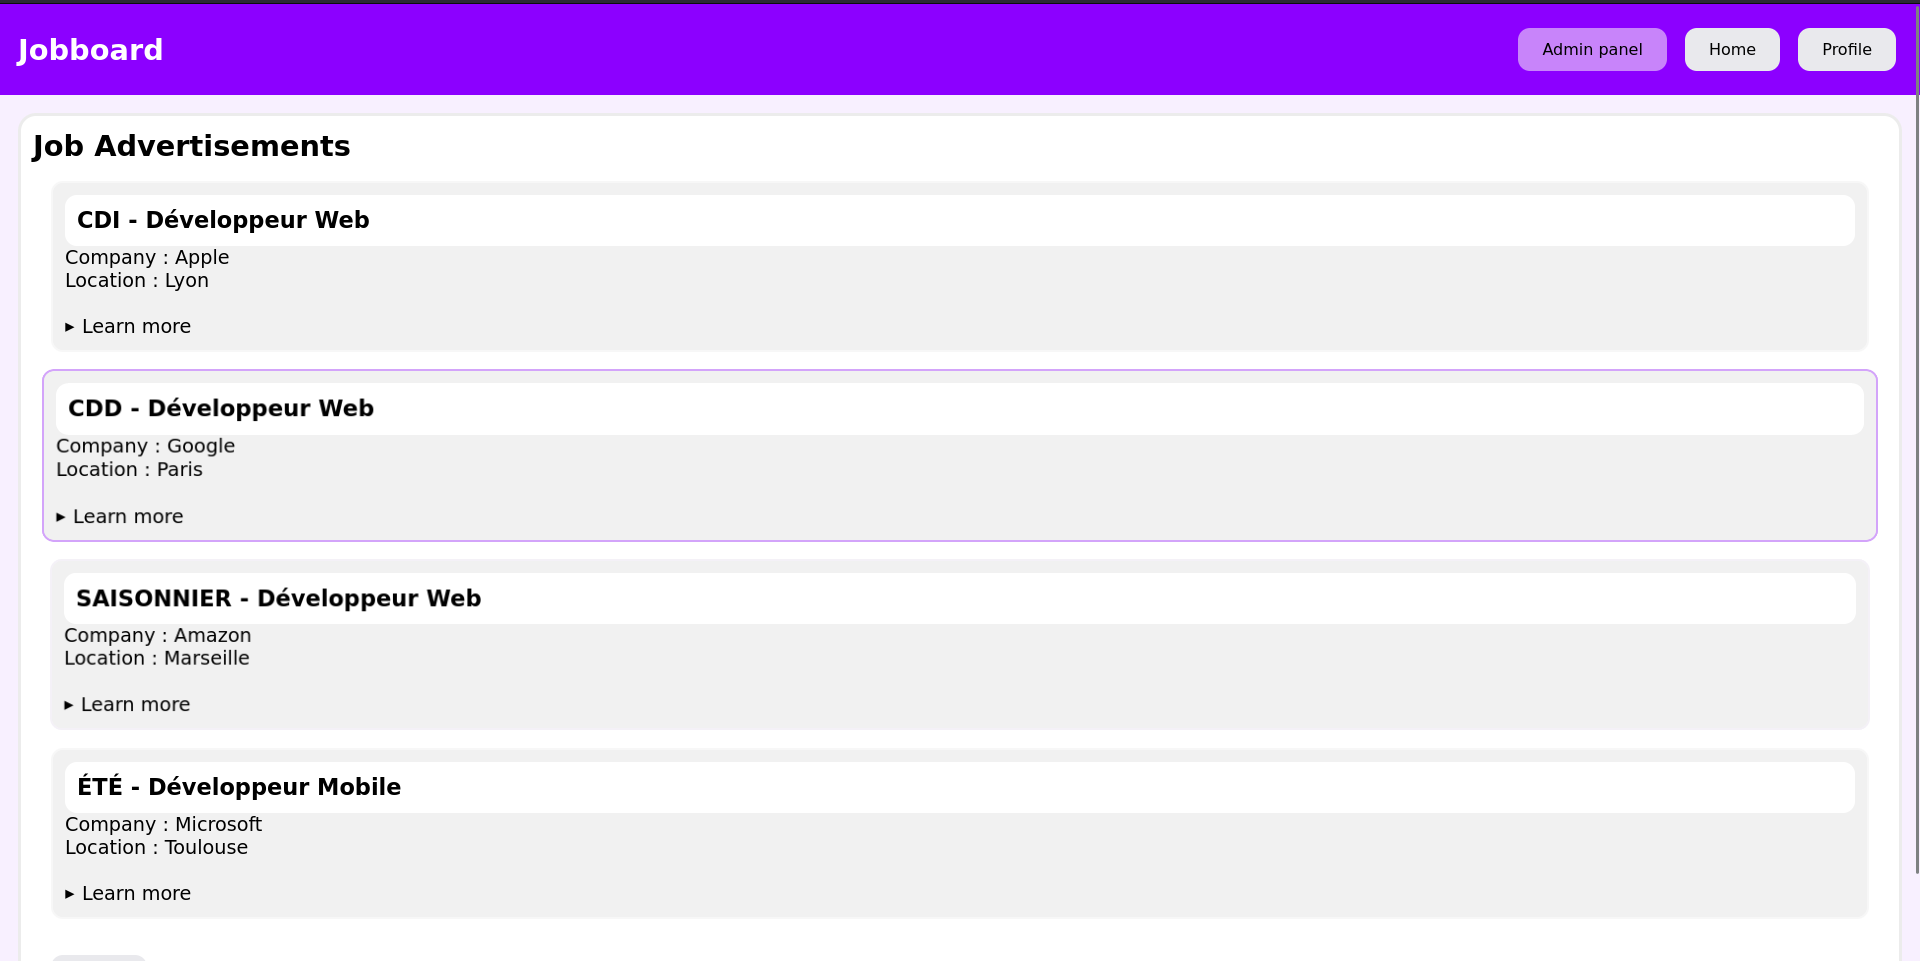 Jobboard
Admin panel
Home
Profile
Job Advertisements
CDI - Développeur Web
Company : Apple
Location : Lyon
▸ Learn more
CDD - Développeur Web
Company : Google
Location : Paris
▸ Learn more
SAISONNIER - Développeur Web
Company : Amazon
Location : Marseille
▸ Learn more
ÉTÉ - Développeur Mobile
Company : Microsoft
Location : Toulouse
▸ Learn more